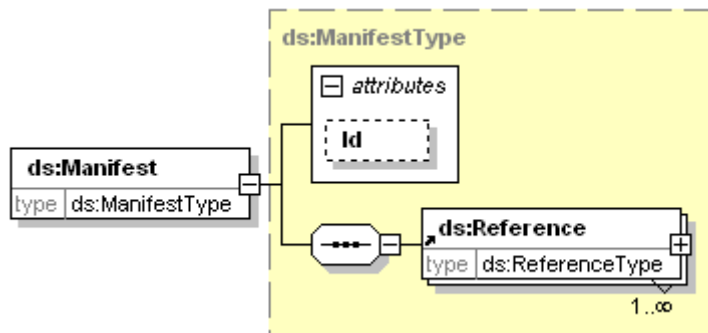 ds:ManifestType
attributes
Id
ds:Manifest
type ds:ManifestType
ds:Reference
type ds:ReferenceType
1..∞